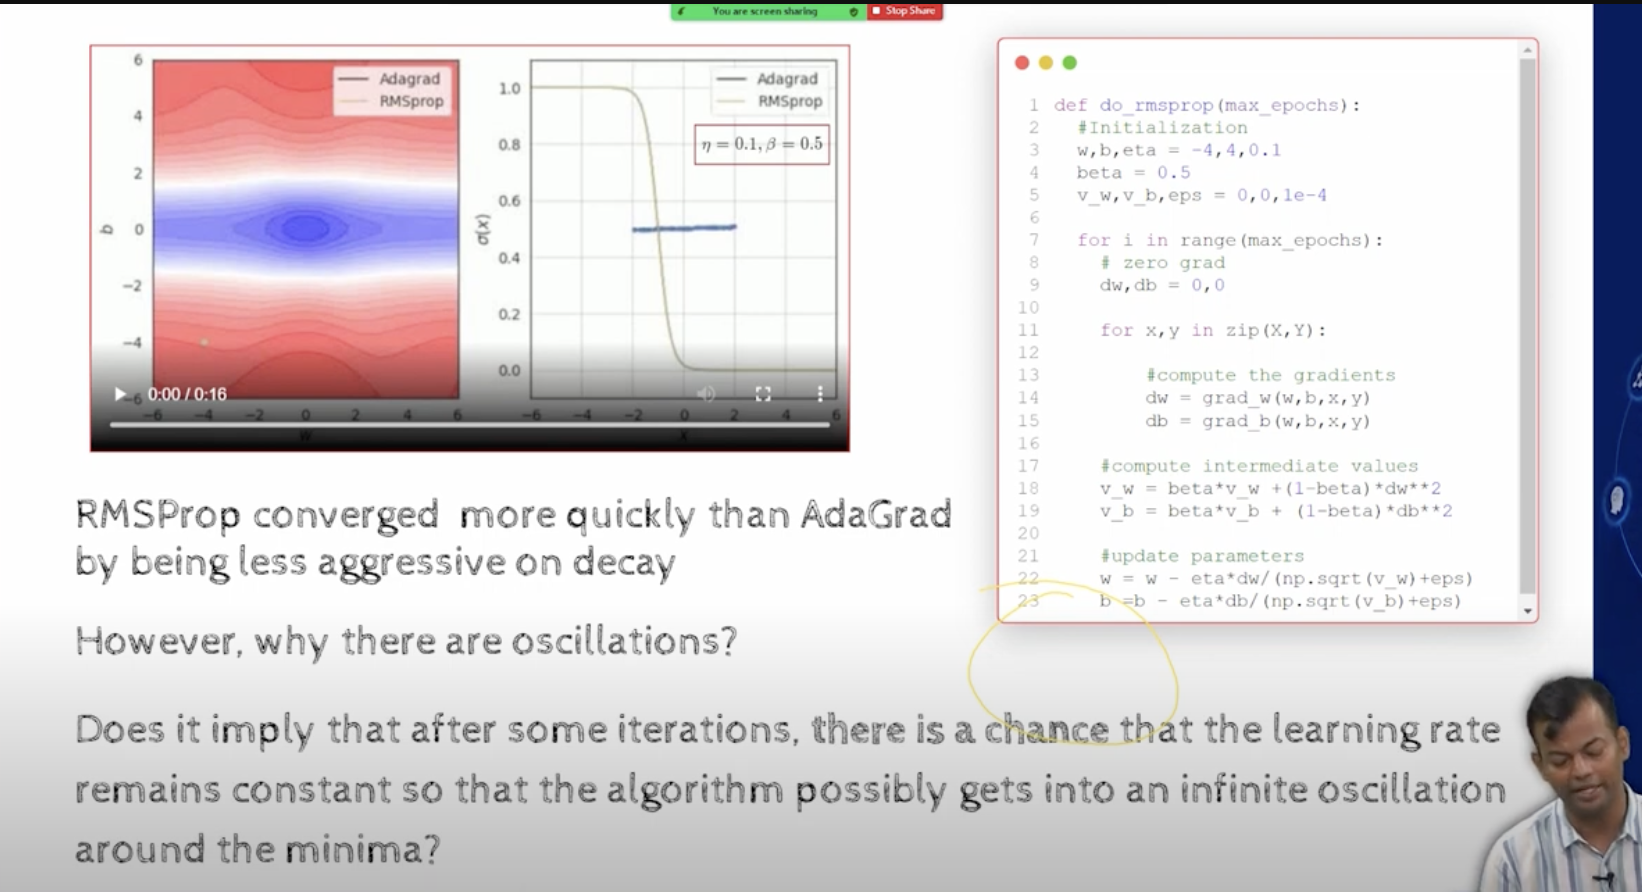 You are screen sharing
Stop Share
6
4
2
0
−2
−4
−6
b
Adagrad
RMSprop
−6 −4 −2 0 2 4 6
w
1.0
0.8
0.6
0.4
0.2
0.0
σ(x)
Adagrad
RMSprop
η = 0.1, β = 0.5
−6 −4 −2 0 2 4 6
x
0:00 / 0:16
1 def do_rmsprop(max_epochs):
2 #Initialization
3 w,b,eta = -4,4,0.1
4 beta = 0.5
5 v_w,v_b,eps = 0,0,1e-4
6
7 for i in range(max_epochs):
8 # zero grad
9 dw,db = 0,0
10
11 for x,y in zip(X,Y):
12
13 #compute the gradients
14 dw = grad_w(w,b,x,y)
15 db = grad_b(w,b,x,y)
16
17 #compute intermediate values
18 v_w = beta*v_w +(1-beta)*dw**2
19 v_b = beta*v_b + (1-beta)*db**2
20
21 #update parameters
22 w = w - eta*dw/(np.sqrt(v_w)+eps)
23 b =b - eta*db/(np.sqrt(v_b)+eps)
RMSProp converged more quickly than AdaGrad
by being less aggressive on decay
However, why there are oscillations?
Does it imply that after some iterations, there is a chance that the learning rate
remains constant so that the algorithm possibly gets into an infinite oscillation
around the minima?